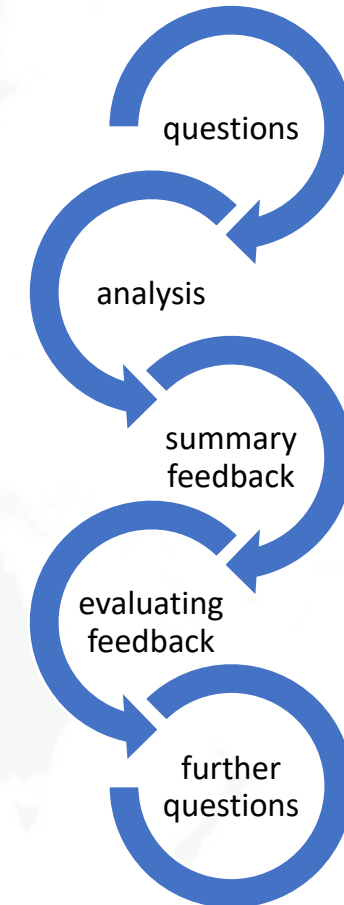 questions
analysis
summary
feedback
evaluating
feedback
further
questions